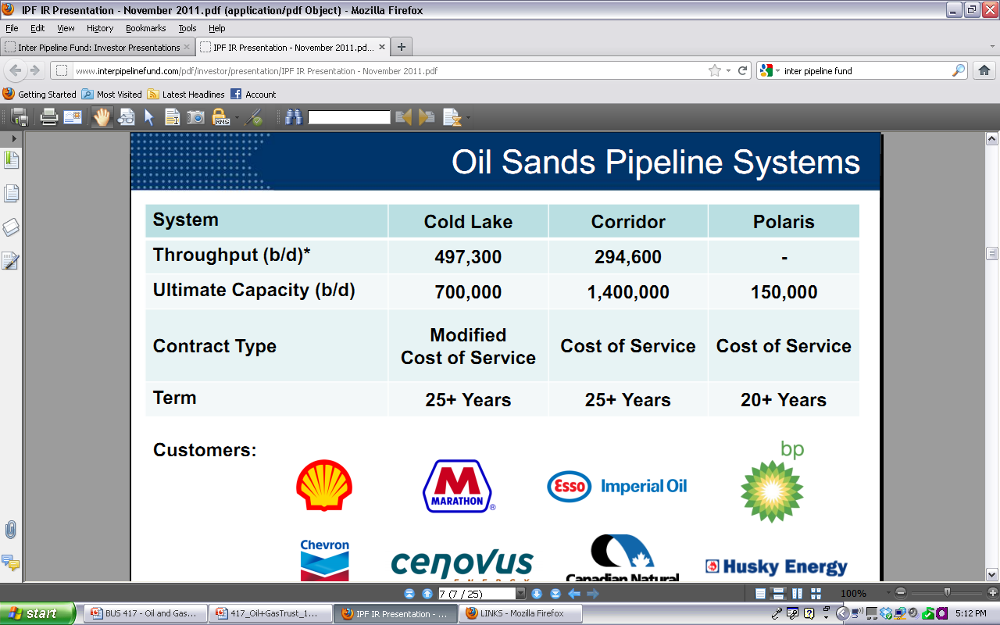 IPF IR Presentation - November 2011.pdf (application/pdf Object) - Mozilla Firefox
File Edit View History Bookmarks Tools Help
Inter Pipeline Fund: Investor Presentations × IPF IR Presentation - November 2011.pd... × +
www.interpipelinefund.com/pdf/investor/presentation/IPF IR Presentation - November 2011.pdf inter pipeline fund
Getting Started Most Visited Latest Headlines Account
RMS
Oil Sands Pipeline Systems
System Cold Lake Corridor Polaris
Throughput (b/d)* 497,300 294,600 -
Ultimate Capacity (b/d) 700,000 1,400,000 150,000
Contract Type Modified Cost of Service Cost of Service Cost of Service
Term 25+ Years 25+ Years 20+ Years
Customers:
bp
M MARATHON ® Esso Imperial Oil
Chevron cenovus ENERGY Canadian Natural Husky Energy
7 (7 / 25) 100%
start BUS 417 - Oil and Gas... 417_Oil+GasTrust_1... IPF IR Presentation - ... LINKS - Mozilla Firefox 5:12 PM